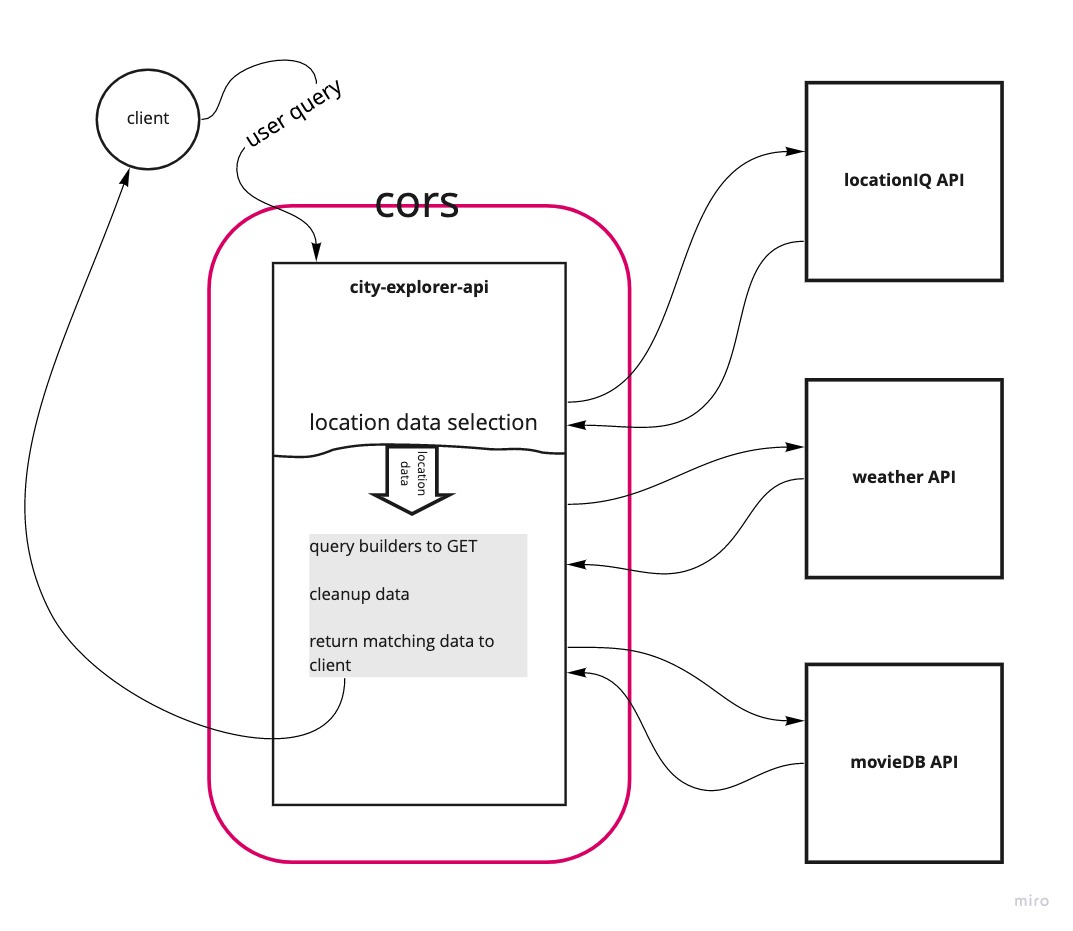 client
user query
cors
city-explorer-api
location data selection
location
data
query builders to GET
cleanup data
return matching data to
client
locationIQ API
weather API
movieDB API
miro